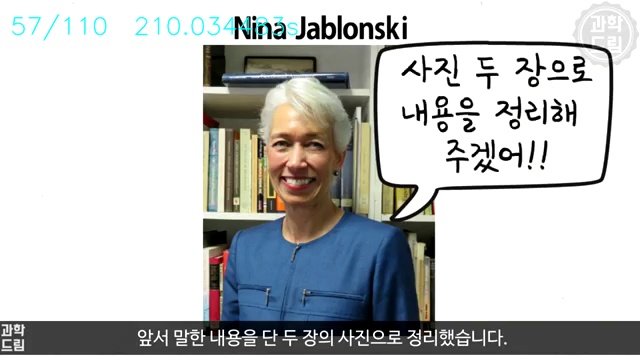 57/110 210.034483s
Nina Jablonski
과학
드림
사진 두 장으로
내용을 정리해
주겠어!!
과학
드림
앞서 말한 내용을 단 두 장의 사진으로 정리했습니다.